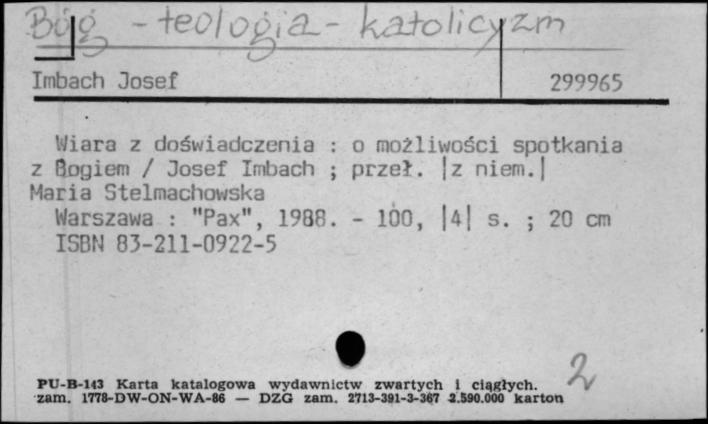 Bóg - teologia - katolicyzm
Imbach Josef 299965
Wiara z doświadczenia : o możliwości spotkania
z Bogiem / Josef Imbach ; przeł. |z niem.|
Maria Stelmachowska
Warszawa : "Pax", 1988. - 100, |4| s. ; 20 cm
ISBN 83-211-0922-5
2
PU-B-143 Karta katalogowa wydawnictw zwartych i ciągłych.
zam. 1778-DW-ON-WA-86 — DZG zam. 2713-391-3-367 2.590.000 karton